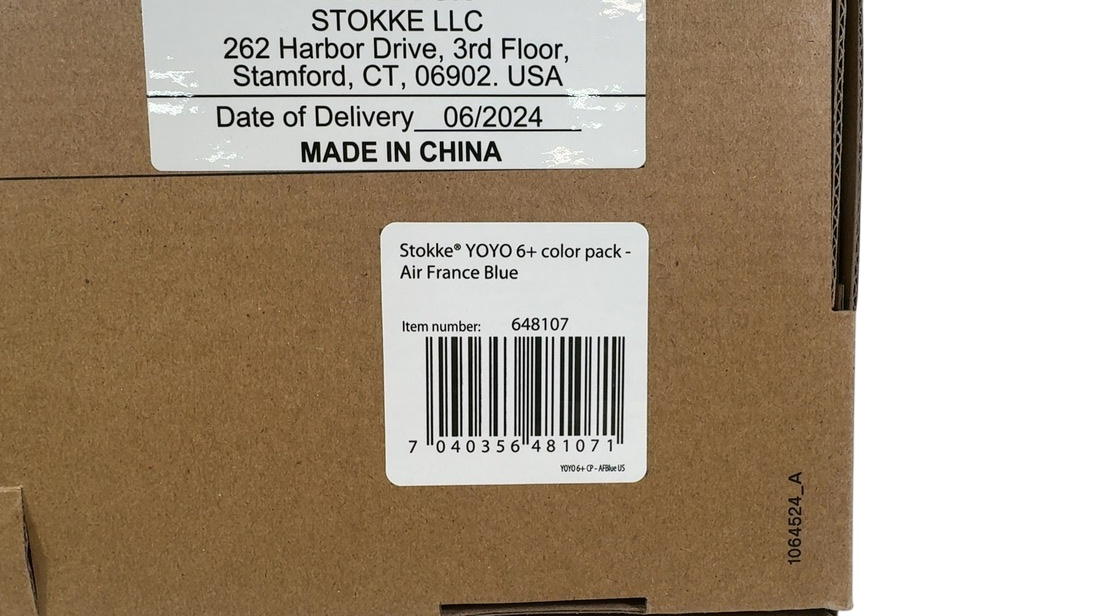 STOKKE LLC
262 Harbor Drive, 3rd Floor,
Stamford, CT, 06902. USA
Date of Delivery 06/2024
MADE IN CHINA
Stokke® YOYO 6+ color pack -
Air France Blue
Item number: 648107
7 040356 481071
YOYO 6+ CP - AFBlue US
1064524_A